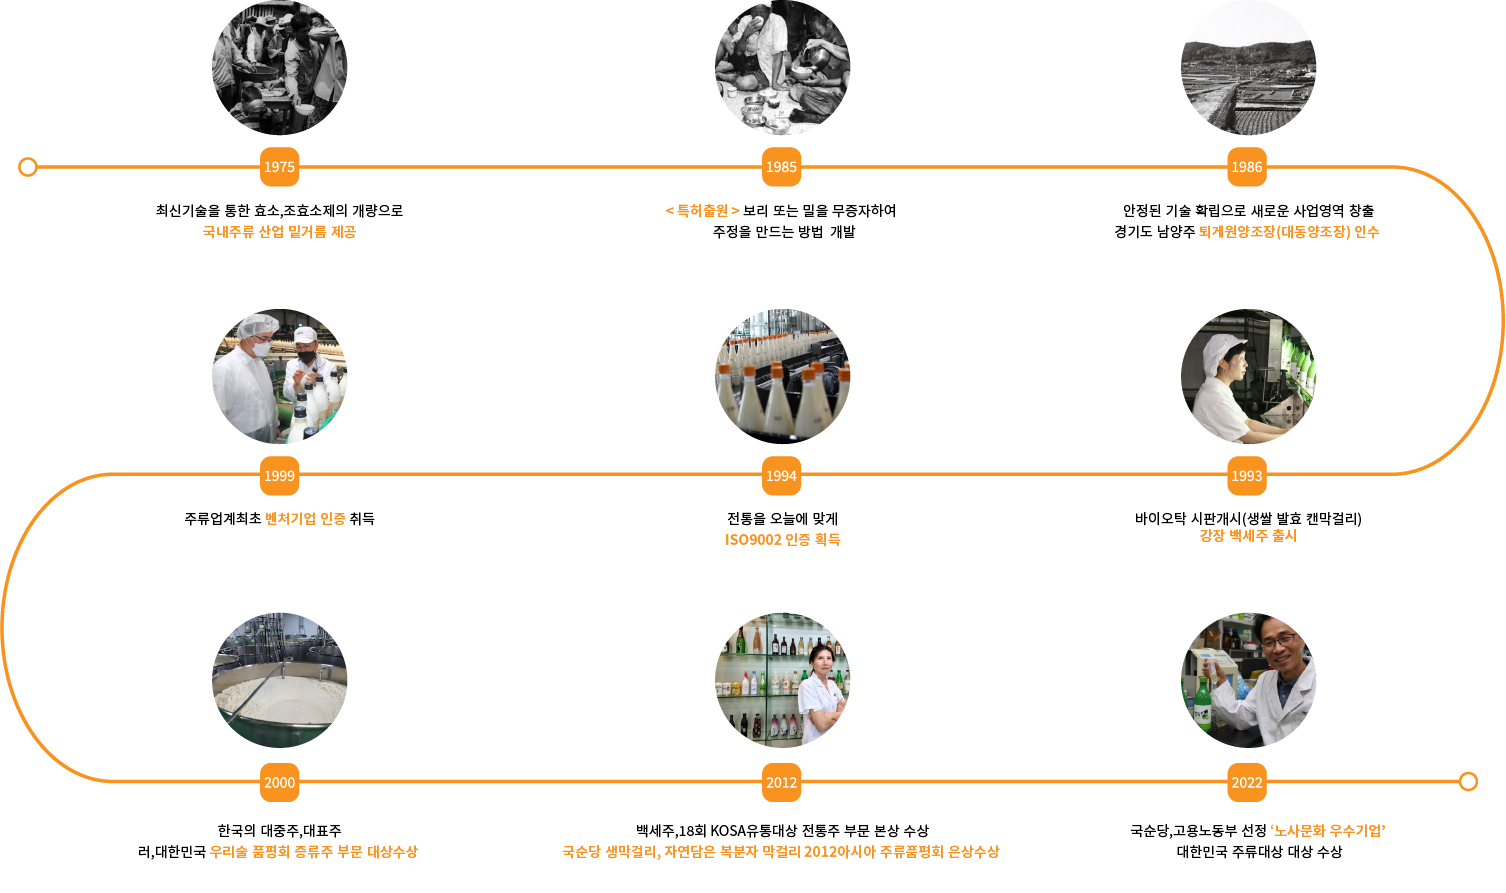 1975
최신기술을 통한 효소,조효소제의 개량으로
국내주류 산업 밑거름 제공
1985
< 특허출원 > 보리 또는 밀을 무증자하여
주정을 만드는 방법 개발
1986
안정된 기술 확립으로 새로운 사업영역 창출
경기도 남양주 퇴게원양조장(대동양조장) 인수
1993
바이오탁 시판개시(생쌀 발효 캔막걸리)
강장 백세주 출시
1994
전통을 오늘에 맞게
ISO9002 인증 획득
1999
주류업계최초 벤처기업 인증 취득
2000
한국의 대중주,대표주
러,대한민국 우리술 품평회 증류주 부문 대상수상
2012
백세주,18회 KOSA유통대상 전통주 부문 본상 수상
국순당 생막걸리, 자연담은 복분자 막걸리 2012아시아 주류품평회 은상수상
2022
국순당,고용노동부 선정 ‘노사문화 우수기업’
대한민국 주류대상 대상 수상